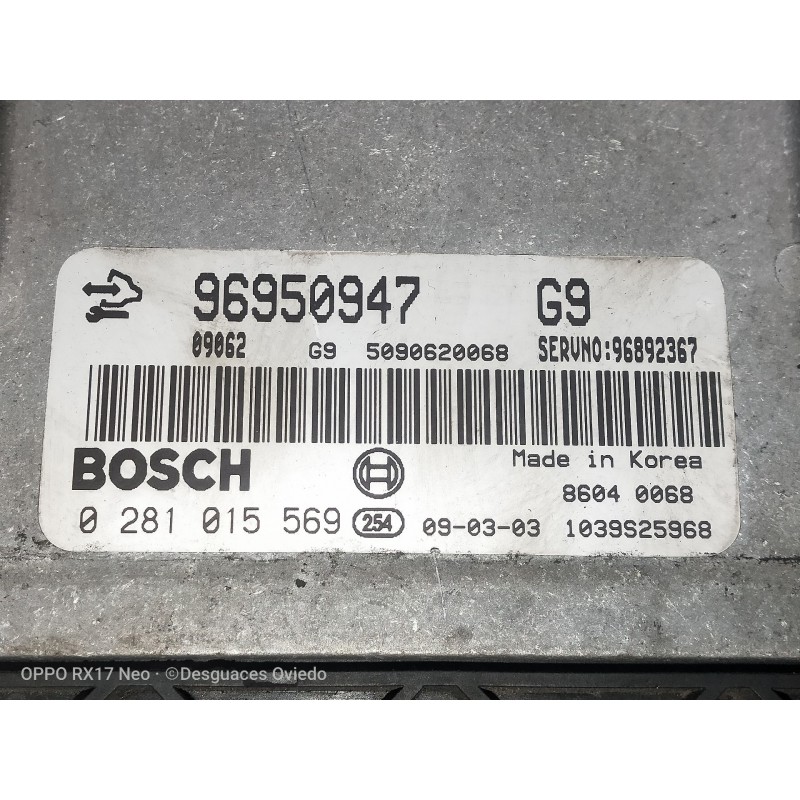 96950947 G9
09062 G9 5090620068 SERVNO:96892367
BOSCH Made in Korea
8604 0068
0 281 015 569 254 09-03-03 1039S25968
OPPO RX17 Neo · ©Desguaces Oviedo